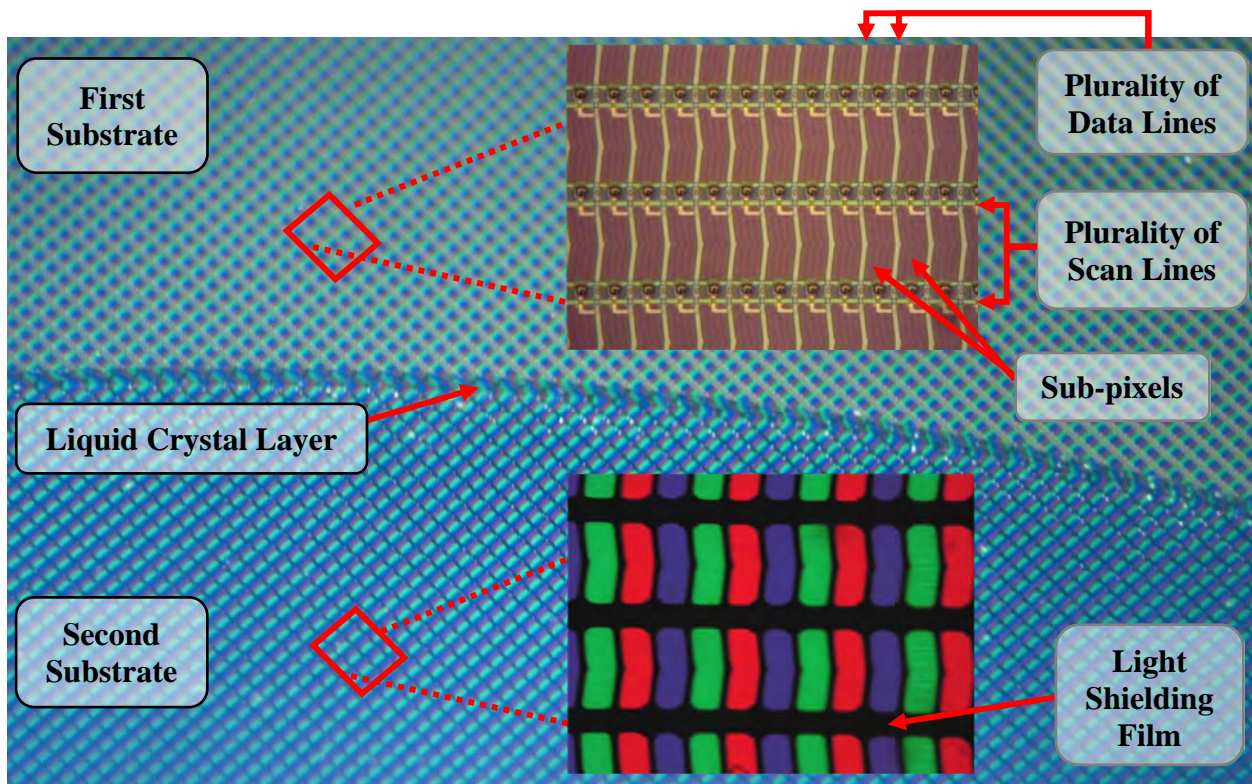 First
Substrate
Plurality of
Data Lines
Plurality of
Scan Lines
Sub-pixels
Liquid Crystal Layer
Second
Substrate
Light
Shielding
Film